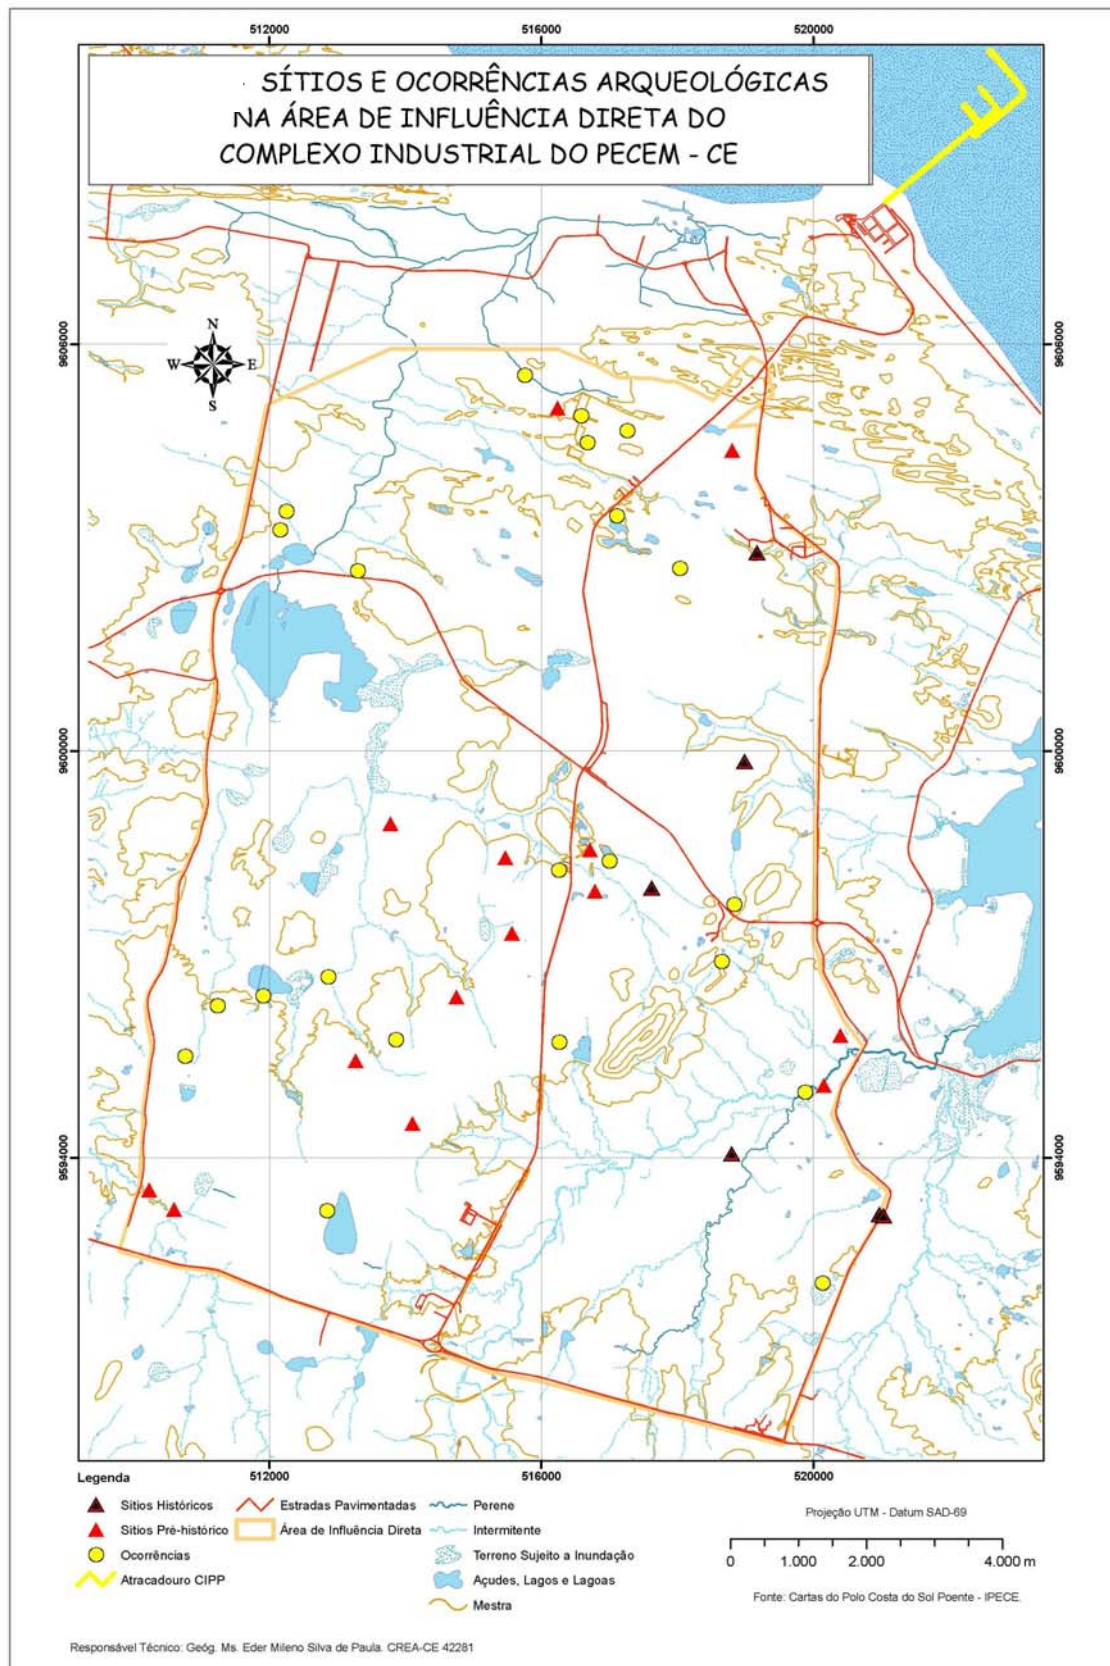 512000
516000
520000
SÍTIOS E OCORRÊNCIAS ARQUEOLÓGICAS
NA ÁREA DE INFLUÊNCIA DIRETA DO
COMPLEXO INDUSTRIAL DO PECEM - CE
9606000
9606000
N
W
E
S
9600000
9600000
9594000
9594000
512000
516000
520000
Legenda
Sitios Históricos
Sitios Pré-histórico
Ocorrências
Atracadouro CIPP
Estradas Pavimentadas
Área de Influência Direta
Perene
Intermitente
Terreno Sujeito a Inundação
Açudes, Lagos e Lagoas
Mestra
Projeção UTM - Datum SAD-69
0 1.000 2.000 4.000 m
Fonte: Cartas do Polo Costa do Sol Poente - IPECE.
Responsável Técnico: Geóg. Ms. Eder Mileno Silva de Paula. CREA-CE 42281